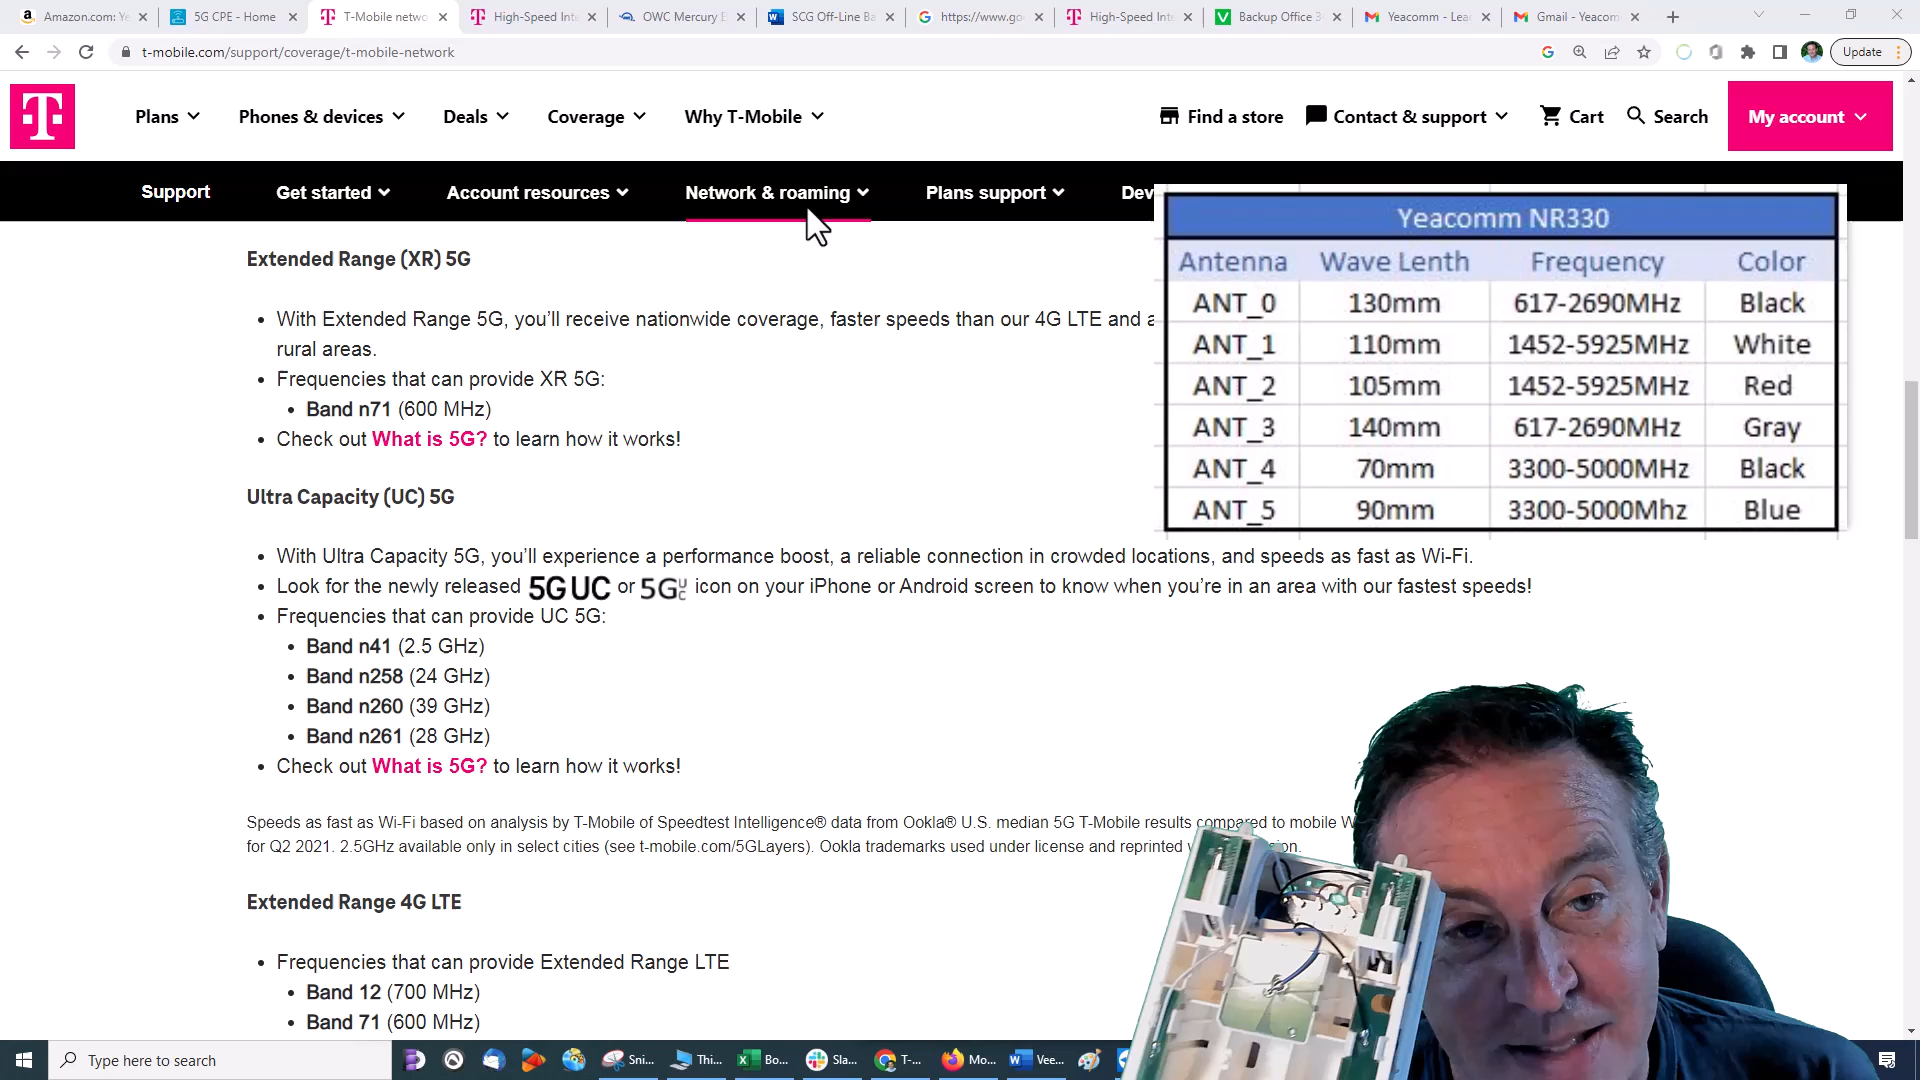 Amazon.com: Ye
5G CPE - Home
T-Mobile netwo
High-Speed Inte
OWC Mercury E
SCG Off-Line Ba
https://www.go
High-Speed Inte
Backup Office 3
Yeacomm - Lea
Gmail - Yeacom
t-mobile.com/support/coverage/t-mobile-network
Update
T
Plans
Phones & devices
Deals
Coverage
Why T-Mobile
Find a store
Contact & support
Cart
Search
My account
Support
Get started
Account resources
Network & roaming
Plans support
Dev
Extended Range (XR) 5G
• With Extended Range 5G, you'll receive nationwide coverage, faster speeds than our 4G LTE and a
rural areas.
• Frequencies that can provide XR 5G:
• Band n71 (600 MHz)
• Check out What is 5G? to learn how it works!
Yeacomm NR330
Antenna Wave Lenth Frequency Color
ANT_0 130mm 617-2690MHz Black
ANT_1 110mm 1452-5925MHz White
ANT_2 105mm 1452-5925MHz Red
ANT_3 140mm 617-2690MHz Gray
ANT_4 70mm 3300-5000MHz Black
ANT_5 90mm 3300-5000Mhz Blue
Ultra Capacity (UC) 5G
• With Ultra Capacity 5G, you'll experience a performance boost, a reliable connection in crowded locations, and speeds as fast as Wi-Fi.
• Look for the newly released 5G UC or 5G UC icon on your iPhone or Android screen to know when you're in an area with our fastest speeds!
• Frequencies that can provide UC 5G:
• Band n41 (2.5 GHz)
• Band n258 (24 GHz)
• Band n260 (39 GHz)
• Band n261 (28 GHz)
• Check out What is 5G? to learn how it works!
Speeds as fast as Wi-Fi based on analysis by T-Mobile of Speedtest Intelligence® data from Ookla® U.S. median 5G T-Mobile results compared to mobile W
for Q2 2021. 2.5GHz available only in select cities (see t-mobile.com/5GLayers). Ookla trademarks used under license and reprinted w ion.
Extended Range 4G LTE
• Frequencies that can provide Extended Range LTE
• Band 12 (700 MHz)
• Band 71 (600 MHz)
Type here to search
Sni...
Thi...
Bo...
Sla...
T-...
Mo...
Vee...